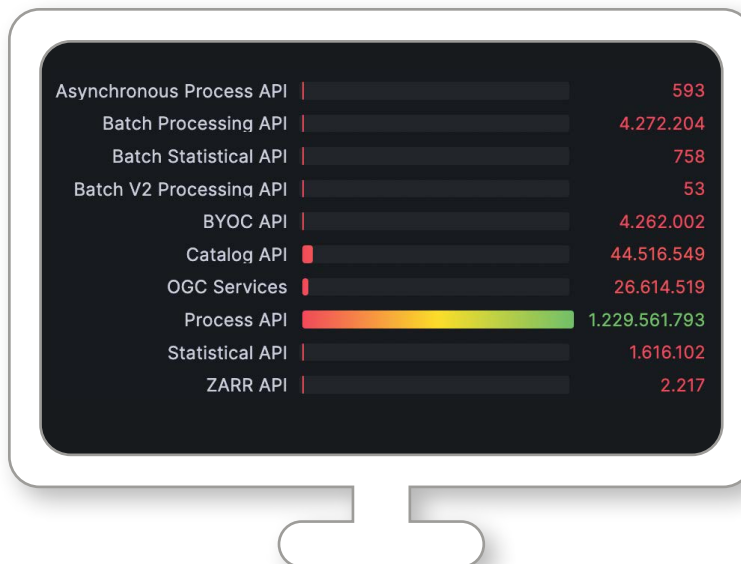 Asynchronous Process API 593
Batch Processing API 4.272.204
Batch Statistical API 758
Batch V2 Processing API 53
BYOC API 4.262.002
Catalog API 44.516.549
OGC Services 26.614.519
Process API 1.229.561.793
Statistical API 1.616.102
ZARR API 2.217